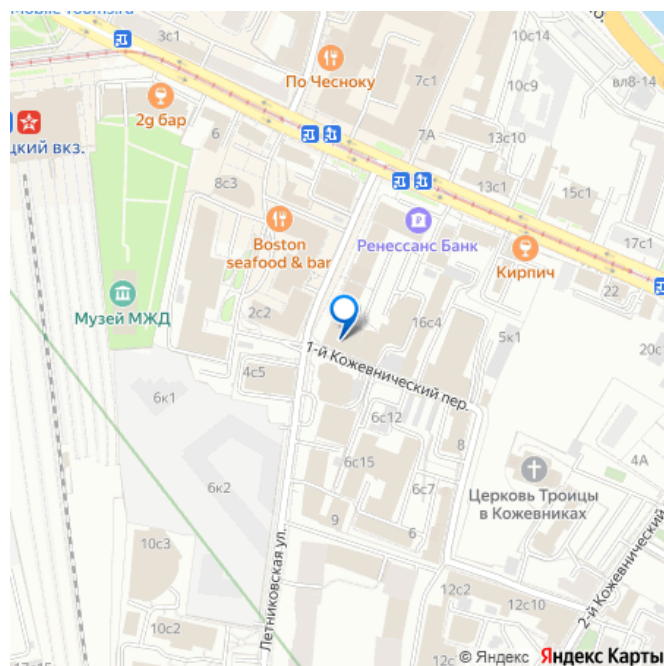 3с1
10с14
вл8-14
По Чесноку
7с1
10с9
2g бар
6
7А
13с10
цкий вкз.
8с3
13с1
15с1
Ренессанс Банк
17с1
Boston
seafood & bar
Кирпич
22
Музей МЖД
2с2
16с4
5к1
20с
1-й Кожевнический пер.
4с5
6к1
6с12
8
4А
6с15
6к2
6с7
Церковь Троицы
в Кожевниках
9
6
10с3
Летниковская ул.
12с2
12с10
2-й Кожевнический
10с2
17с15
© Яндекс Яндекс Карты